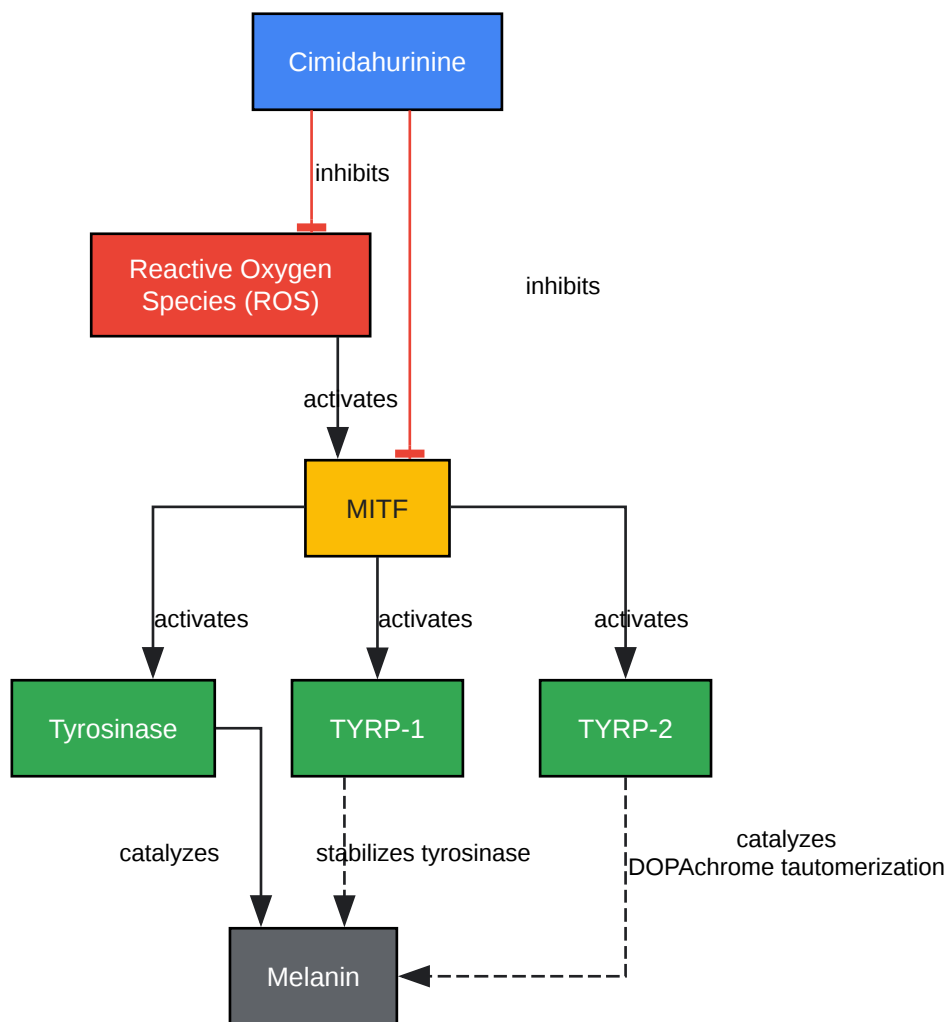 Cimidahurinine
inhibits
Reactive Oxygen
Species (ROS)
inhibits
activates
MITF
activates
activates
activates
Tyrosinase
TYRP-1
TYRP-2
catalyzes
stabilizes tyrosinase
catalyzes
DOPAchrome tautomerization
Melanin